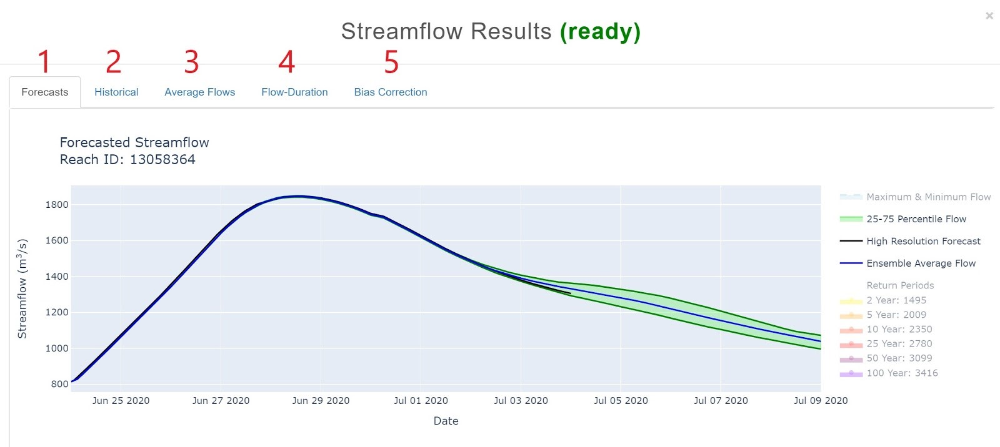 ×
Streamflow Results (ready)
1 2 3 4 5
Forecasts Historical Average Flows Flow-Duration Bias Correction
Forecasted Streamflow
Reach ID: 13058364
Streamflow (m³/s)
1800
1600
1400
1200
1000
800
Jun 25 2020 Jun 27 2020 Jun 29 2020 Jul 01 2020 Jul 03 2020 Jul 05 2020 Jul 07 2020 Jul 09 2020
Date
Maximum & Minimum Flow
25-75 Percentile Flow
High Resolution Forecast
Ensemble Average Flow
Return Periods
2 Year: 1495
5 Year: 2009
10 Year: 2350
25 Year: 2780
50 Year: 3099
100 Year: 3416